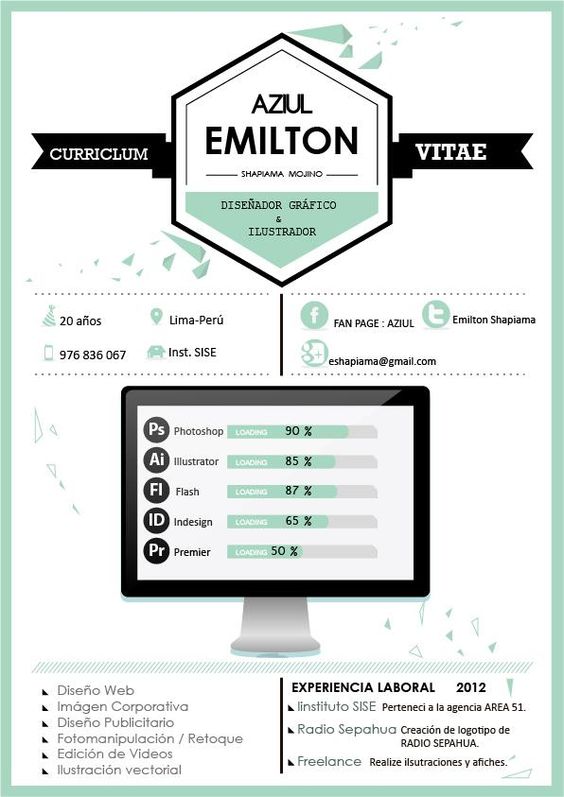 AZIUL
EMILTON
SHAPIAMA MOJINO
CURRICLUM
VITAE
DISEÑADOR GRÁFICO
&
ILUSTRADOR
20 años
Lima-Perú
976 836 067
Inst. SISE
f
FAN PAGE : AZIUL
t
Emilton Shapiama
g+
eshapiama@gmail.com
Ps Photoshop LOADING 90 %
Ai Illustrator LOADING 85 %
Fl Flash LOADING 87 %
ID Indesign LOADING 65 %
Pr Premier LOADING 50 %
Diseño Web
Imágen Corporativa
Diseño Publicitario
Fotomanipulación / Retoque
Edición de Videos
Ilustración vectorial
EXPERIENCIA LABORAL 2012
Iinstituto SISE Perteneci a la agencia AREA 51.
Radio Sepahua Creación de logotipo de
RADIO SEPAHUA.
Freelance Realize ilsutraciones y afiches.